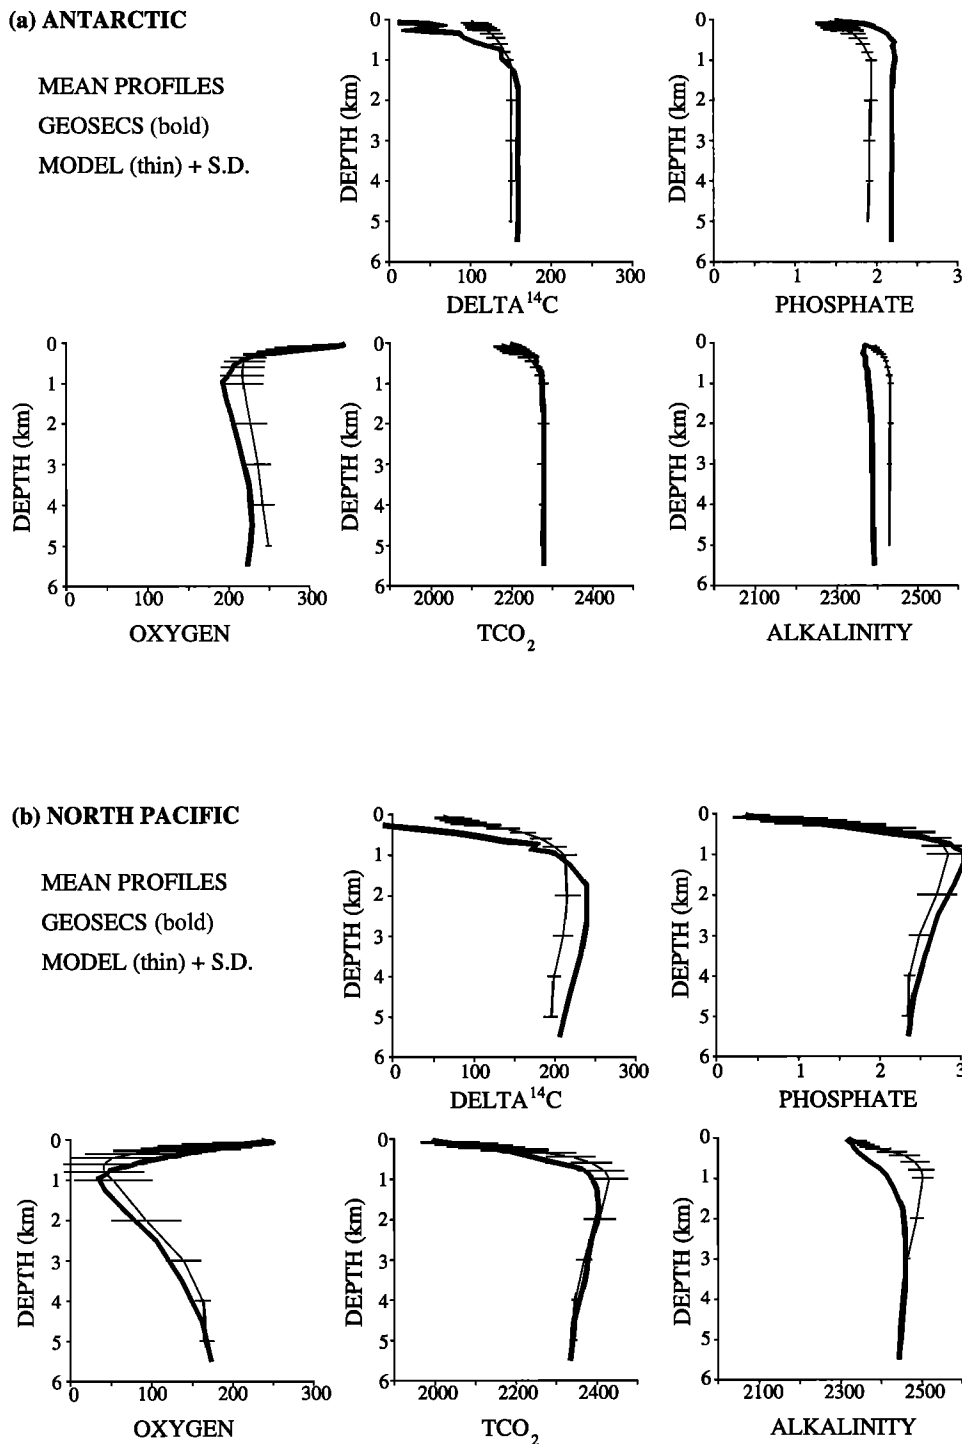 (a) ANTARCTIC
MEAN PROFILES
GEOSECS (bold)
MODEL (thin) + S.D.
DEPTH (km)
0
1
2
3
4
5
6
0 100 200 300
DELTA ¹⁴C
DEPTH (km)
0
1
2
3
4
5
6
0 1 2 3
PHOSPHATE
DEPTH (km)
0
1
2
3
4
5
6
0 100 200 300
OXYGEN
DEPTH (km)
0
1
2
3
4
5
6
2000 2200 2400
TCO₂
DEPTH (km)
0
1
2
3
4
5
6
2100 2300 2500
ALKALINITY
(b) NORTH PACIFIC
MEAN PROFILES
GEOSECS (bold)
MODEL (thin) + S.D.
DEPTH (km)
0
1
2
3
4
5
6
0 100 200 300
DELTA ¹⁴C
DEPTH (km)
0
1
2
3
4
5
6
0 1 2 3
PHOSPHATE
DEPTH (km)
0
1
2
3
4
5
6
0 100 200 300
OXYGEN
DEPTH (km)
0
1
2
3
4
5
6
2000 2200 2400
TCO₂
DEPTH (km)
0
1
2
3
4
5
6
2100 2300 2500
ALKALINITY